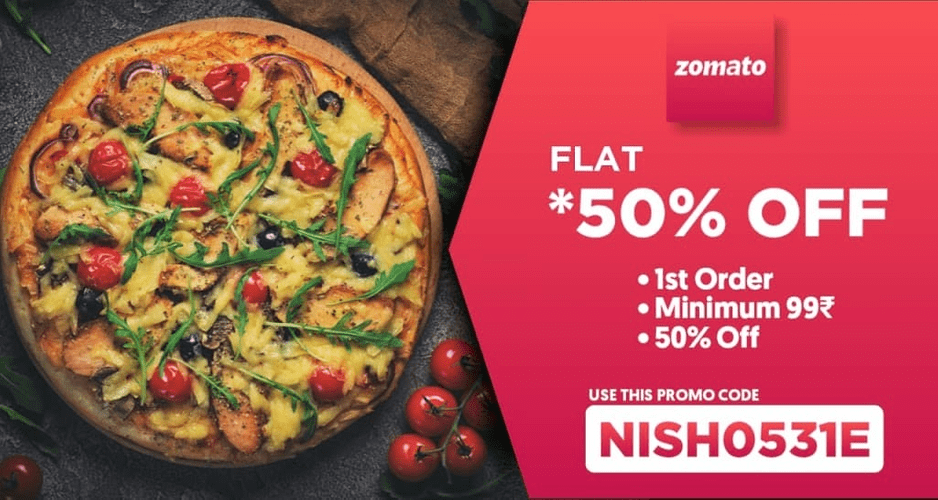 zomato
FLAT
*50% OFF
• 1st Order
• Minimum 99₹
• 50% Off
USE THIS PROMO CODE
NISH0531E